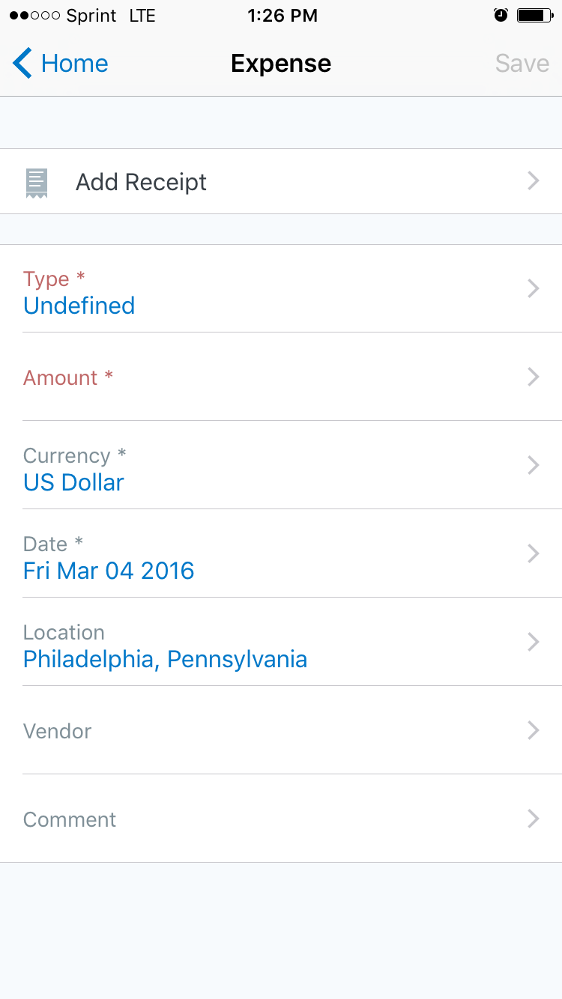 Sprint LTE 1:26 PM
Home Expense Save
Add Receipt
Type *
Undefined
Amount *
Currency *
US Dollar
Date *
Fri Mar 04 2016
Location
Philadelphia, Pennsylvania
Vendor
Comment